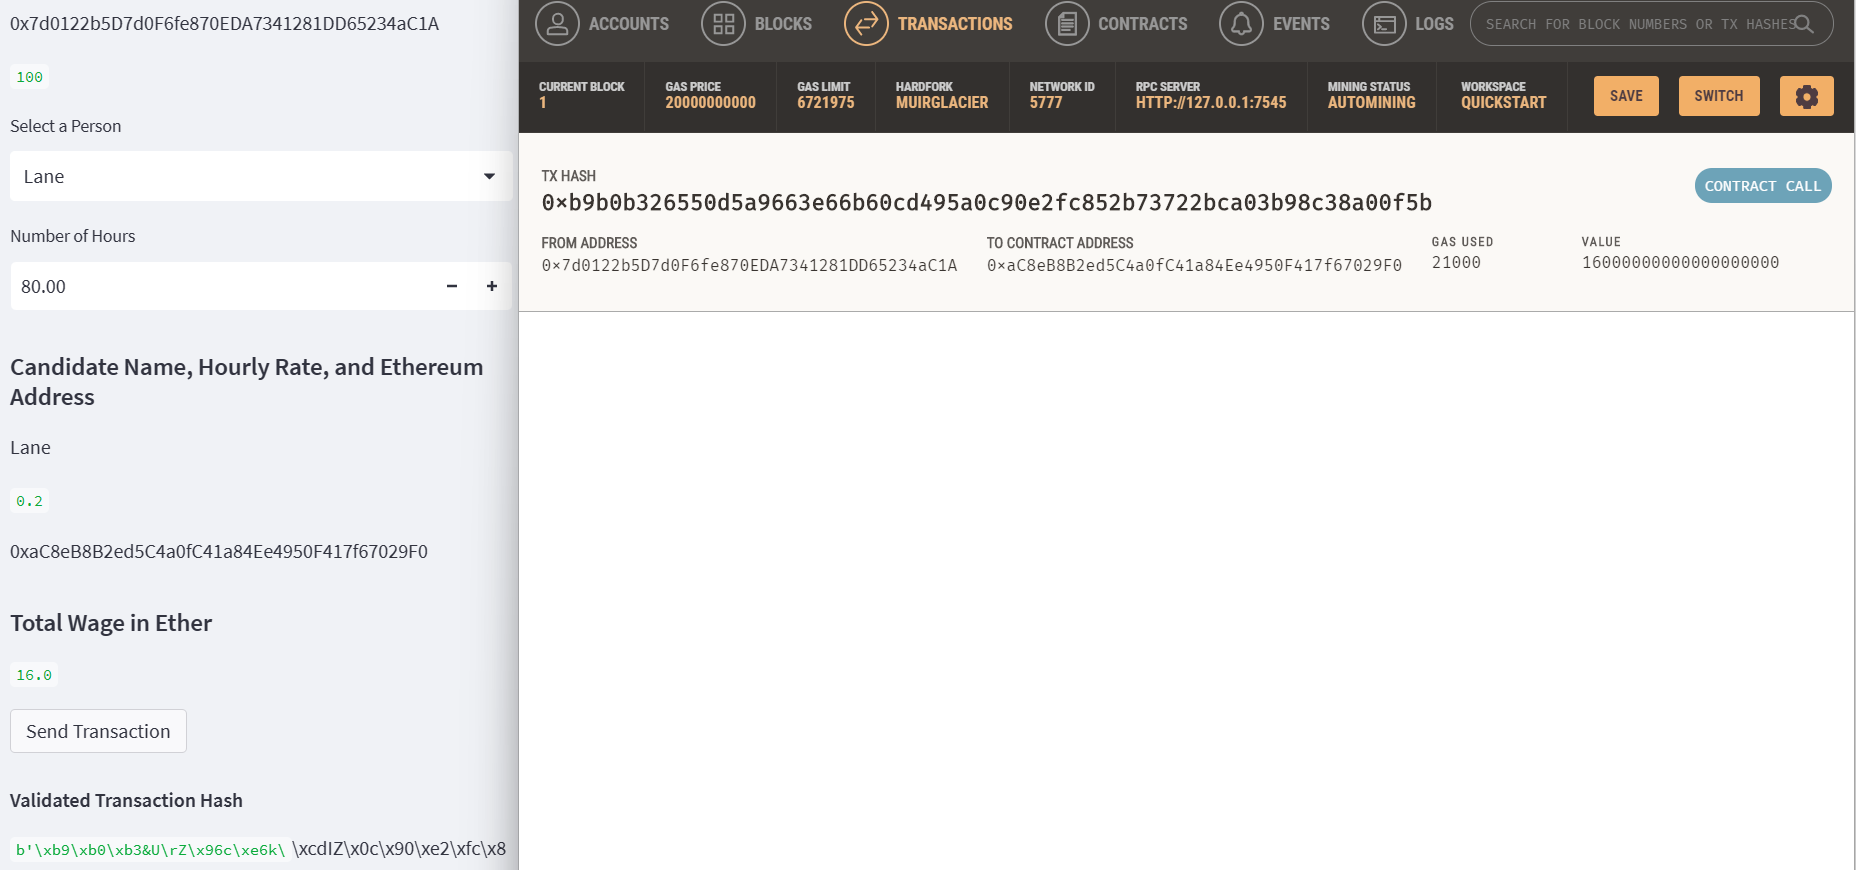 0x7d0122b5D7d0F6fe870EDA7341281DD65234aC1A
100
Select a Person
Lane
Number of Hours
80.00
Candidate Name, Hourly Rate, and Ethereum
Address
Lane
0.2
0xaC8eB8B2ed5C4a0fC41a84Ee4950F417f67029F0
Total Wage in Ether
16.0
Send Transaction
Validated Transaction Hash
b'\xb9\xb0\xb3&U\rZ\x96c\xe6k\ \xcdIZ\x0c\x90\xe2\xfc\x8
ACCOUNTS BLOCKS TRANSACTIONS CONTRACTS EVENTS LOGS SEARCH FOR BLOCK NUMBERS OR TX HASHES
CURRENT BLOCK GAS PRICE GAS LIMIT HARDFORK NETWORK ID RPC SERVER MINING STATUS WORKSPACE
1 20000000000 6721975 MUIRGLACIER 5777 HTTP://127.0.0.1:7545 AUTOMINING QUICKSTART SAVE SWITCH
TX HASH
0×b9b0b326550d5a9663e66b60cd495a0c90e2fc852b73722bca03b98c38a00f5b CONTRACT CALL
FROM ADDRESS TO CONTRACT ADDRESS GAS USED VALUE
0×7d0122b5D7d0F6fe870EDA7341281DD65234aC1A 0×aC8eB8B2ed5C4a0fC41a84Ee4950F417f67029F0 21000 16000000000000000000